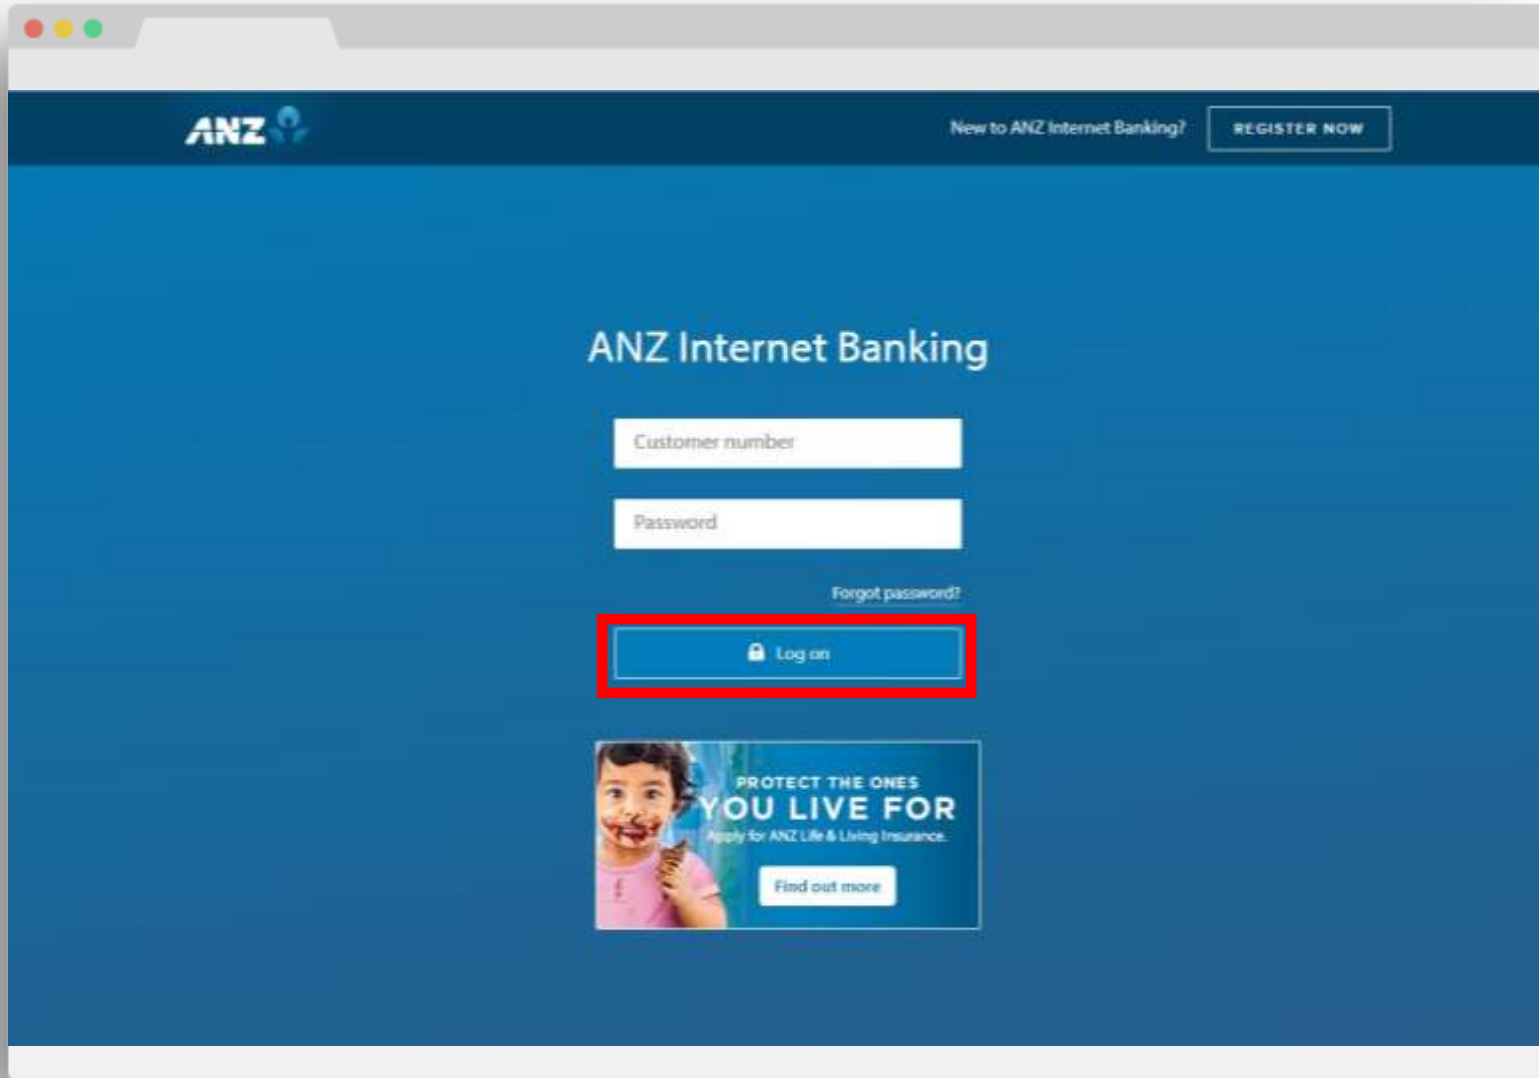 ANZ
New to ANZ Internet Banking?
REGISTER NOW
ANZ Internet Banking
Customer number
Password
Forgot password?
Log on
PROTECT THE ONES
YOU LIVE FOR
Apply for ANZ Life & Living Insurance.
Find out more